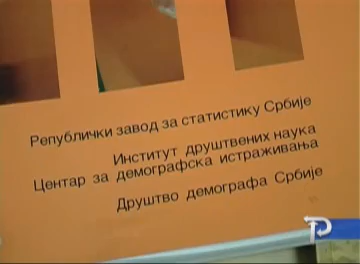 Републички завод за статистику Србије
Институт друштвених наука
Центар за демографска истраживања
Друштво демографа Србије